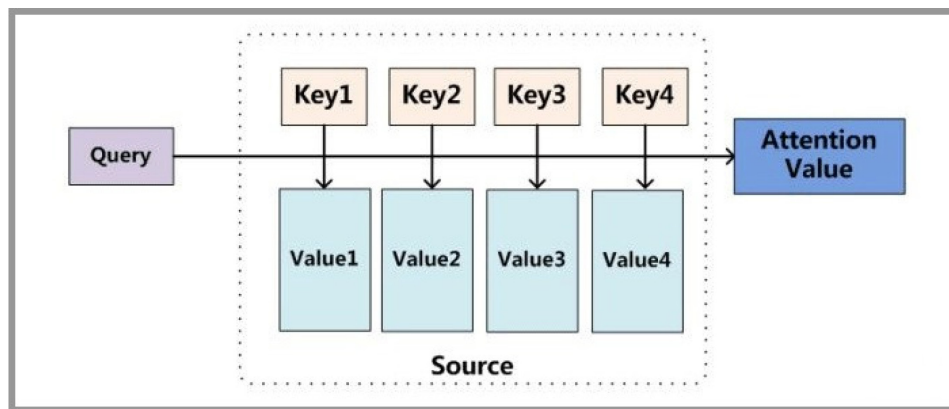 Key1 Key2 Key3 Key4
Query
Attention
Value
Value1 Value2 Value3 Value4
Source